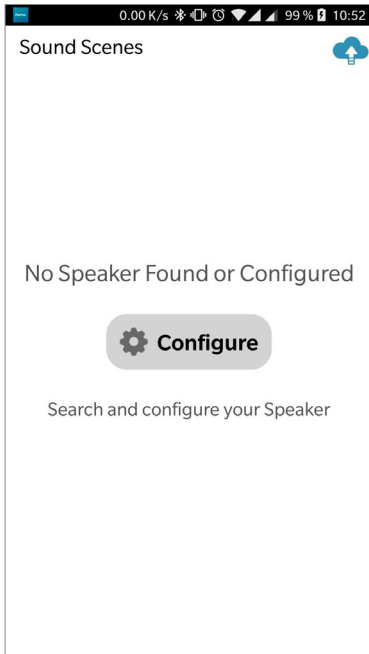 0.00 K/s 99 % 10:52
Sound Scenes
No Speaker Found or Configured
Configure
Search and configure your Speaker